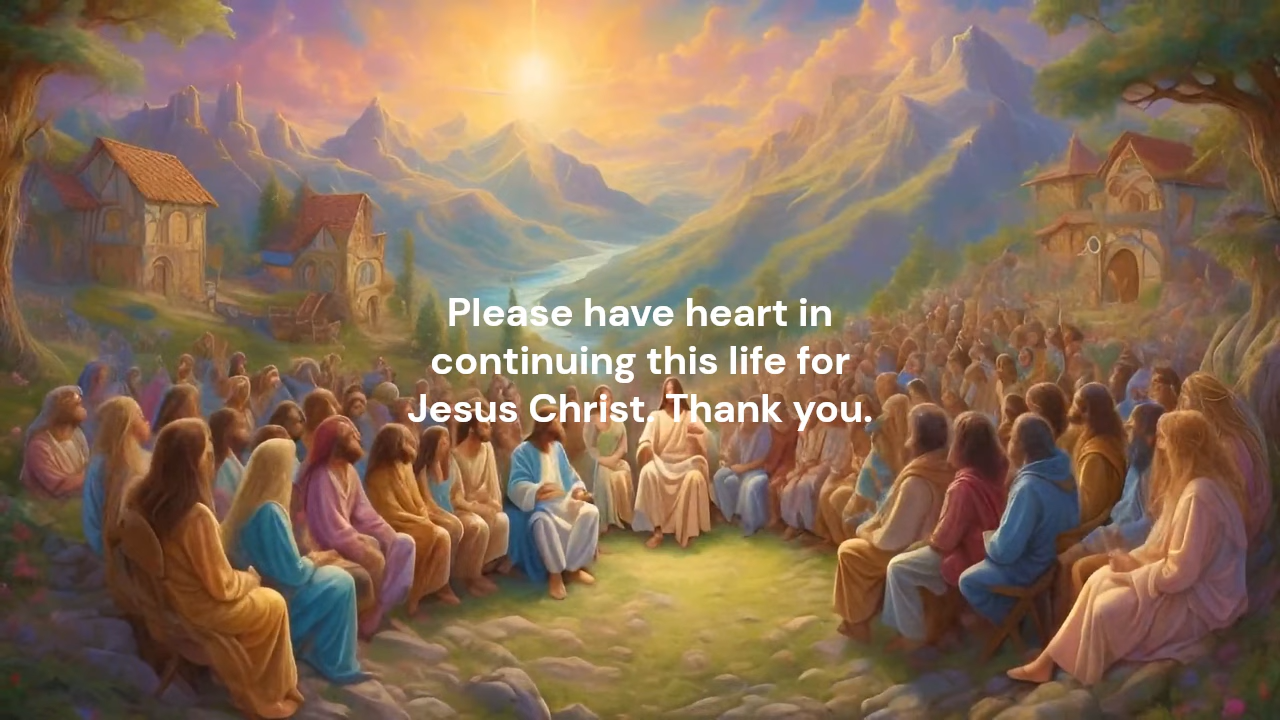 Please have heart in
continuing this life for
Jesus Christ. Thank you.